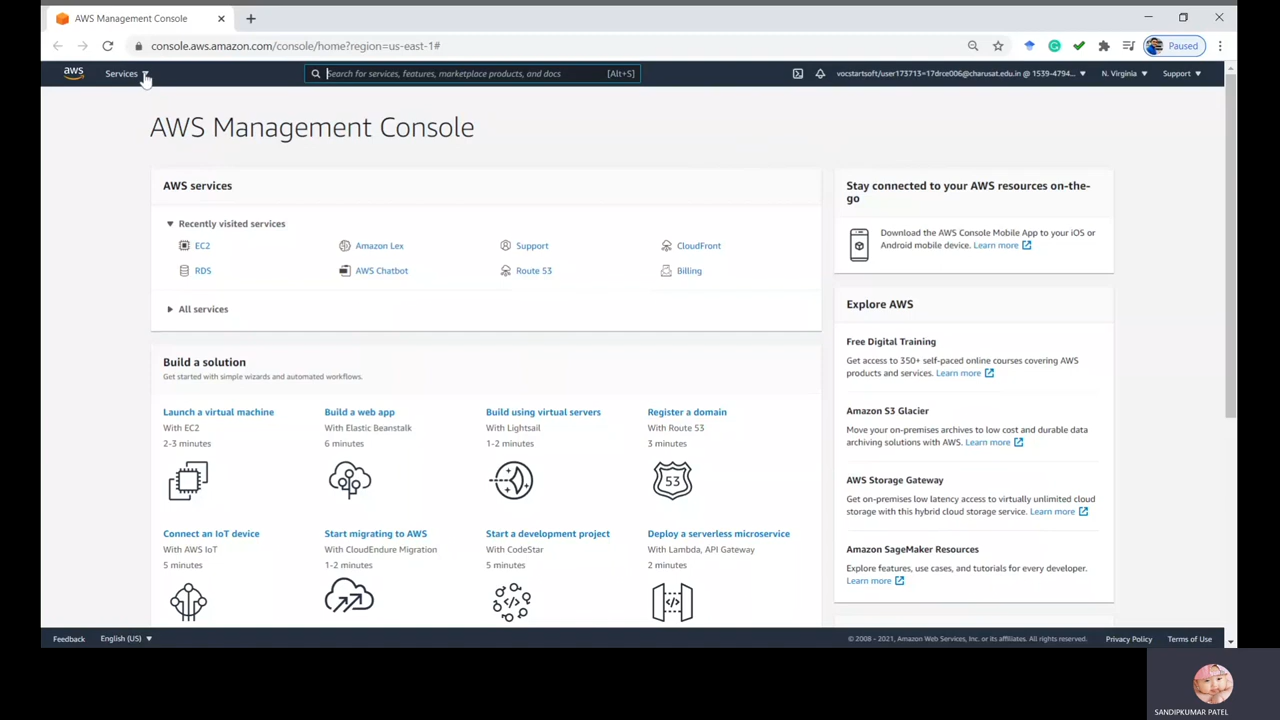 AWS Management Console
console.aws.amazon.com/console/home?region=us-east-1#
Paused
aws
Services
Search for services, features, marketplace products, and docs
[Alt+S]
vocstartsoft/user173713=17drce006@charusat.edu.in @ 1539-4794...
N. Virginia
Support
AWS Management Console
AWS services
Recently visited services
EC2
Amazon Lex
Support
CloudFront
RDS
AWS Chatbot
Route 53
Billing
All services
Build a solution
Get started with simple wizards and automated workflows.
Launch a virtual machine
With EC2
2-3 minutes
Build a web app
With Elastic Beanstalk
6 minutes
Build using virtual servers
With Lightsail
1-2 minutes
Register a domain
With Route 53
3 minutes
53
Connect an IoT device
With AWS IoT
5 minutes
Start migrating to AWS
With CloudEndure Migration
1-2 minutes
Start a development project
With CodeStar
5 minutes
Deploy a serverless microservice
With Lambda, API Gateway
2 minutes
</>
</>
Stay connected to your AWS resources on-the-
go
Download the AWS Console Mobile App to your iOS or
Android mobile device. Learn more
Explore AWS
Free Digital Training
Get access to 350+ self-paced online courses covering AWS
products and services. Learn more
Amazon S3 Glacier
Move your on-premises archives to low cost and durable data
archiving solutions with AWS. Learn more
AWS Storage Gateway
Get on-premises low latency access to virtually unlimited cloud
storage with this hybrid cloud storage service. Learn more
Amazon SageMaker Resources
Explore features, use cases, and tutorials for every developer.
Learn more
Feedback
English (US)
© 2008 - 2021, Amazon Web Services, Inc. or its affiliates. All rights reserved.
Privacy Policy
Terms of Use
SANDIPKUMAR PATEL